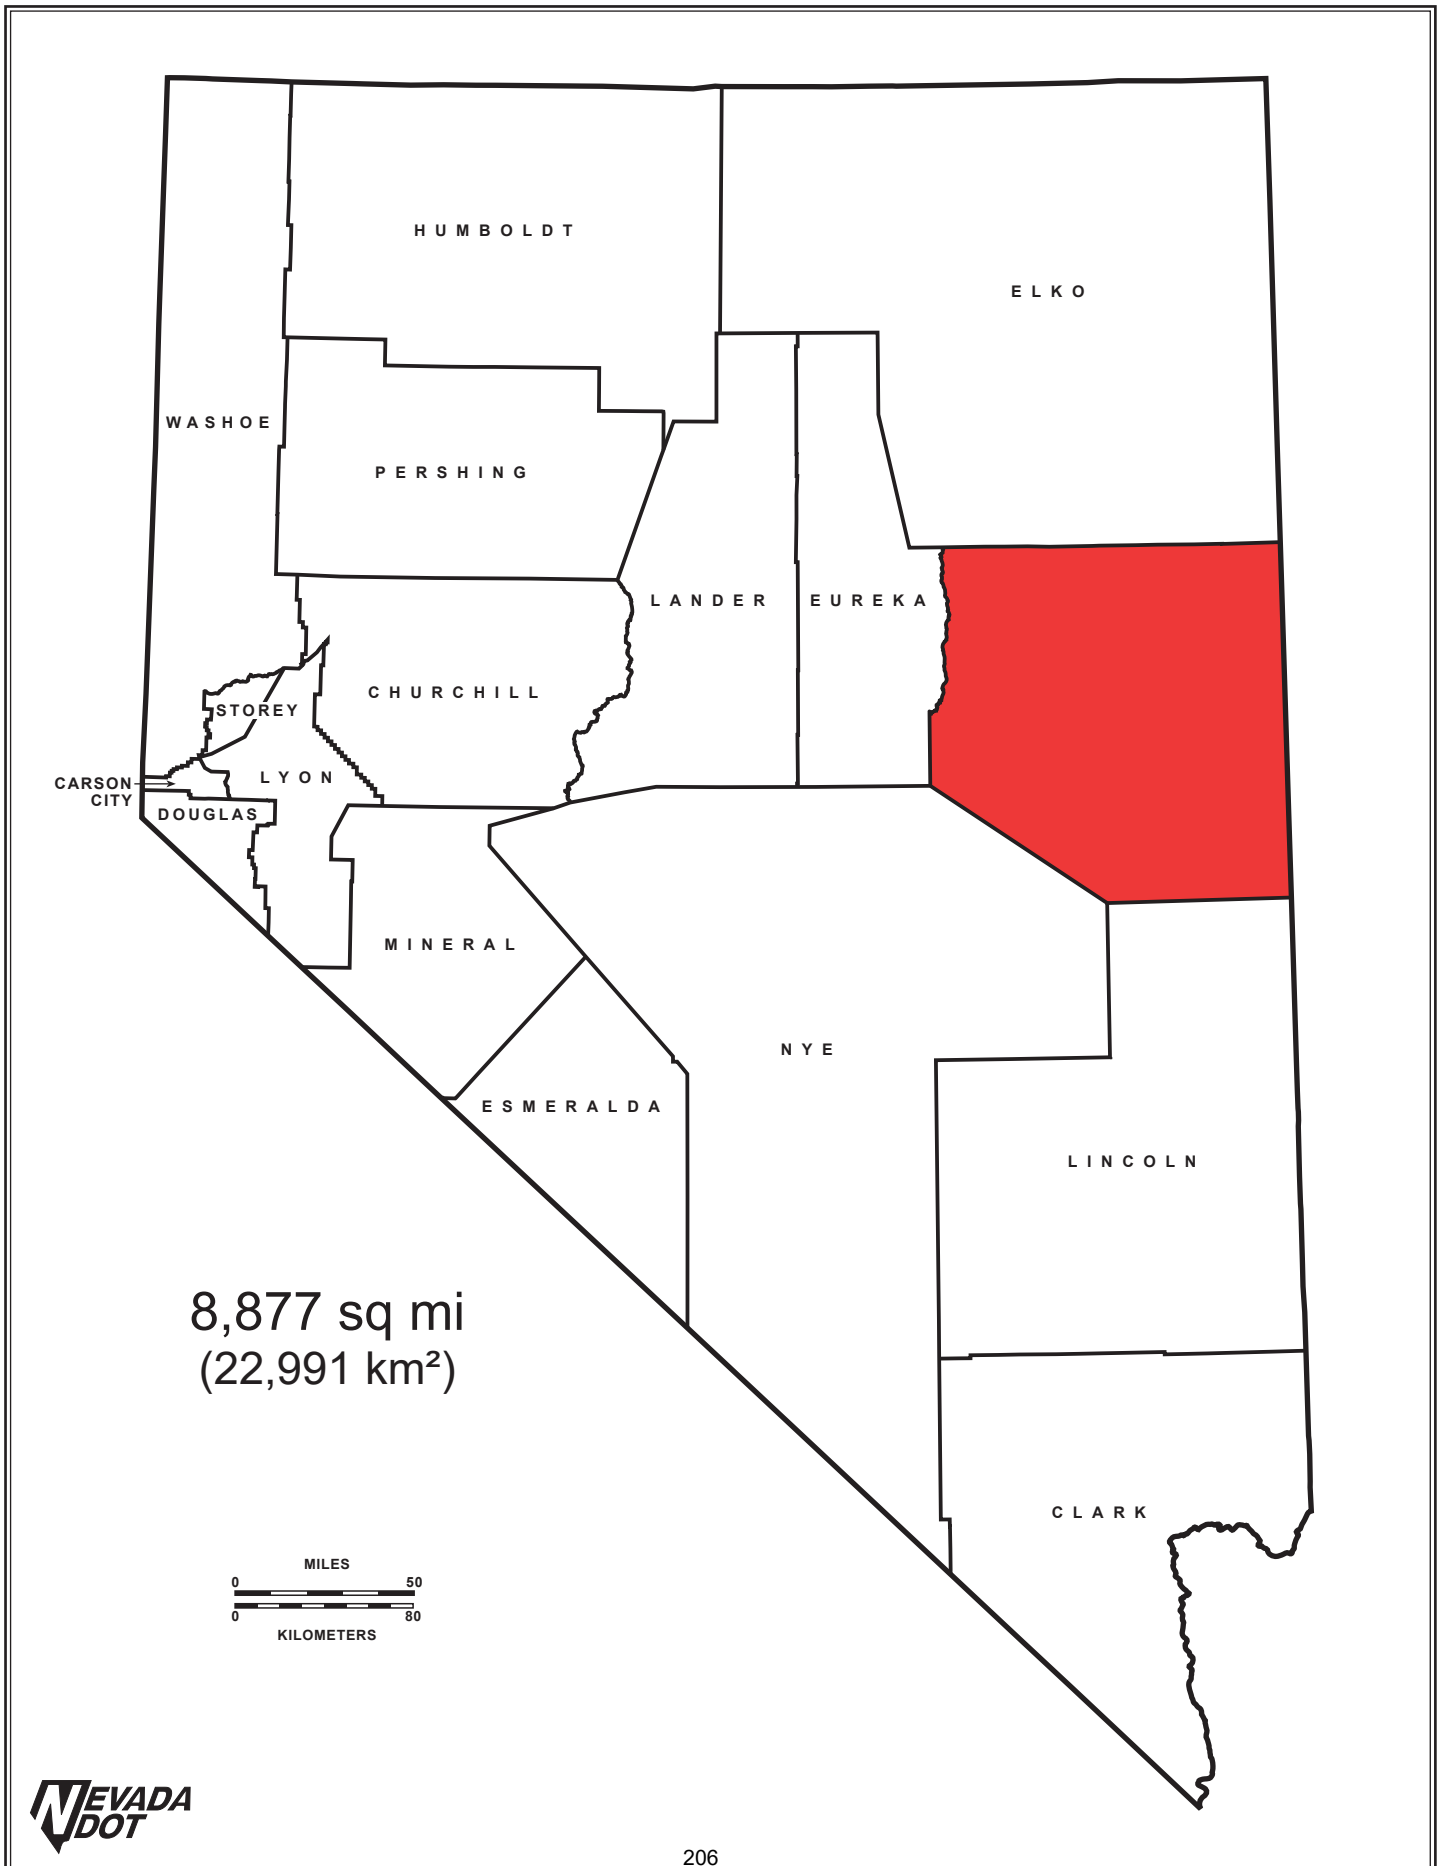 HUMBOLDT
ELKO
WASHOE
PERSHING
LANDER
EUREKA
CHURCHILL
STOREY
LYON
CARSON
CITY
DOUGLAS
MINERAL
NYE
ESMERALDA
LINCOLN
8,877 sq mi
(22,991 km²)
CLARK
MILES
0 50
0 80
KILOMETERS
NEVADA
DOT
206